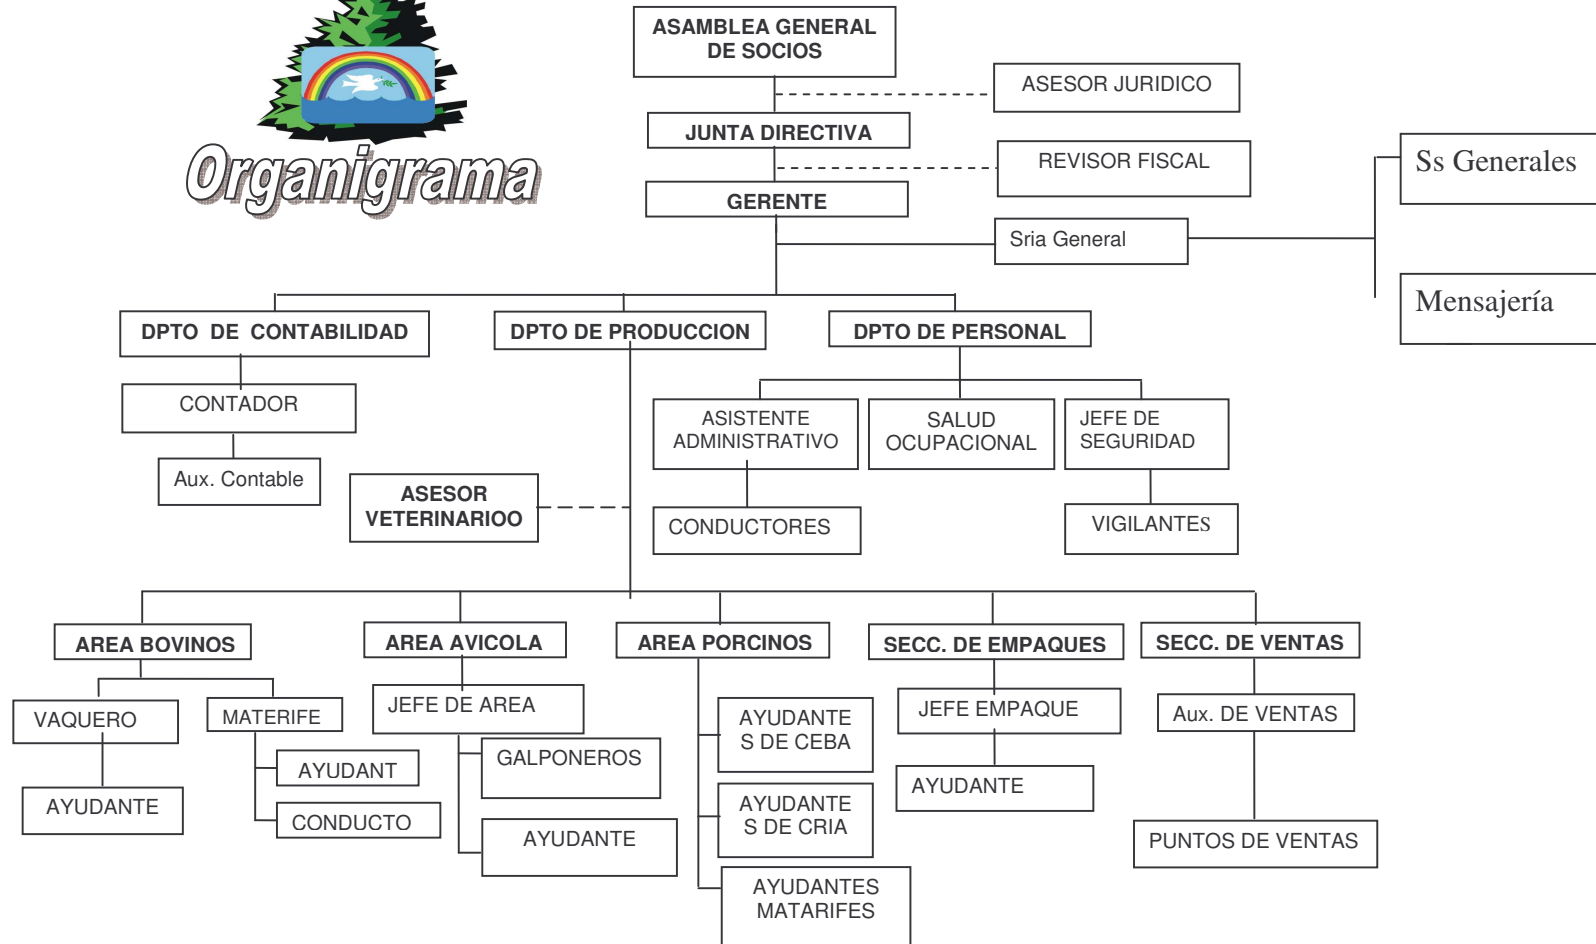 ASAMBLEA GENERAL
DE SOCIOS
ASESOR JURIDICO
JUNTA DIRECTIVA
Organigrama
REVISOR FISCAL
Ss Generales
GERENTE
Sria General
Mensajería
DPTO DE CONTABILIDAD
DPTO DE PRODUCCION
DPTO DE PERSONAL
CONTADOR
ASISTENTE
ADMINISTRATIVO
SALUD
OCUPACIONAL
JEFE DE
SEGURIDAD
Aux. Contable
ASESOR
VETERINARIOO
CONDUCTORES
VIGILANTES
AREA BOVINOS
AREA AVICOLA
AREA PORCINOS
SECC. DE EMPAQUES
SECC. DE VENTAS
VAQUERO
MATERIFE
JEFE DE AREA
AYUDANTE
S DE CEBA
JEFE EMPAQUE
Aux. DE VENTAS
AYUDANT
GALPONEROS
AYUDANTE
AYUDANTE
CONDUCTO
AYUDANTE
AYUDANTE
S DE CRIA
PUNTOS DE VENTAS
AYUDANTES
MATARIFES